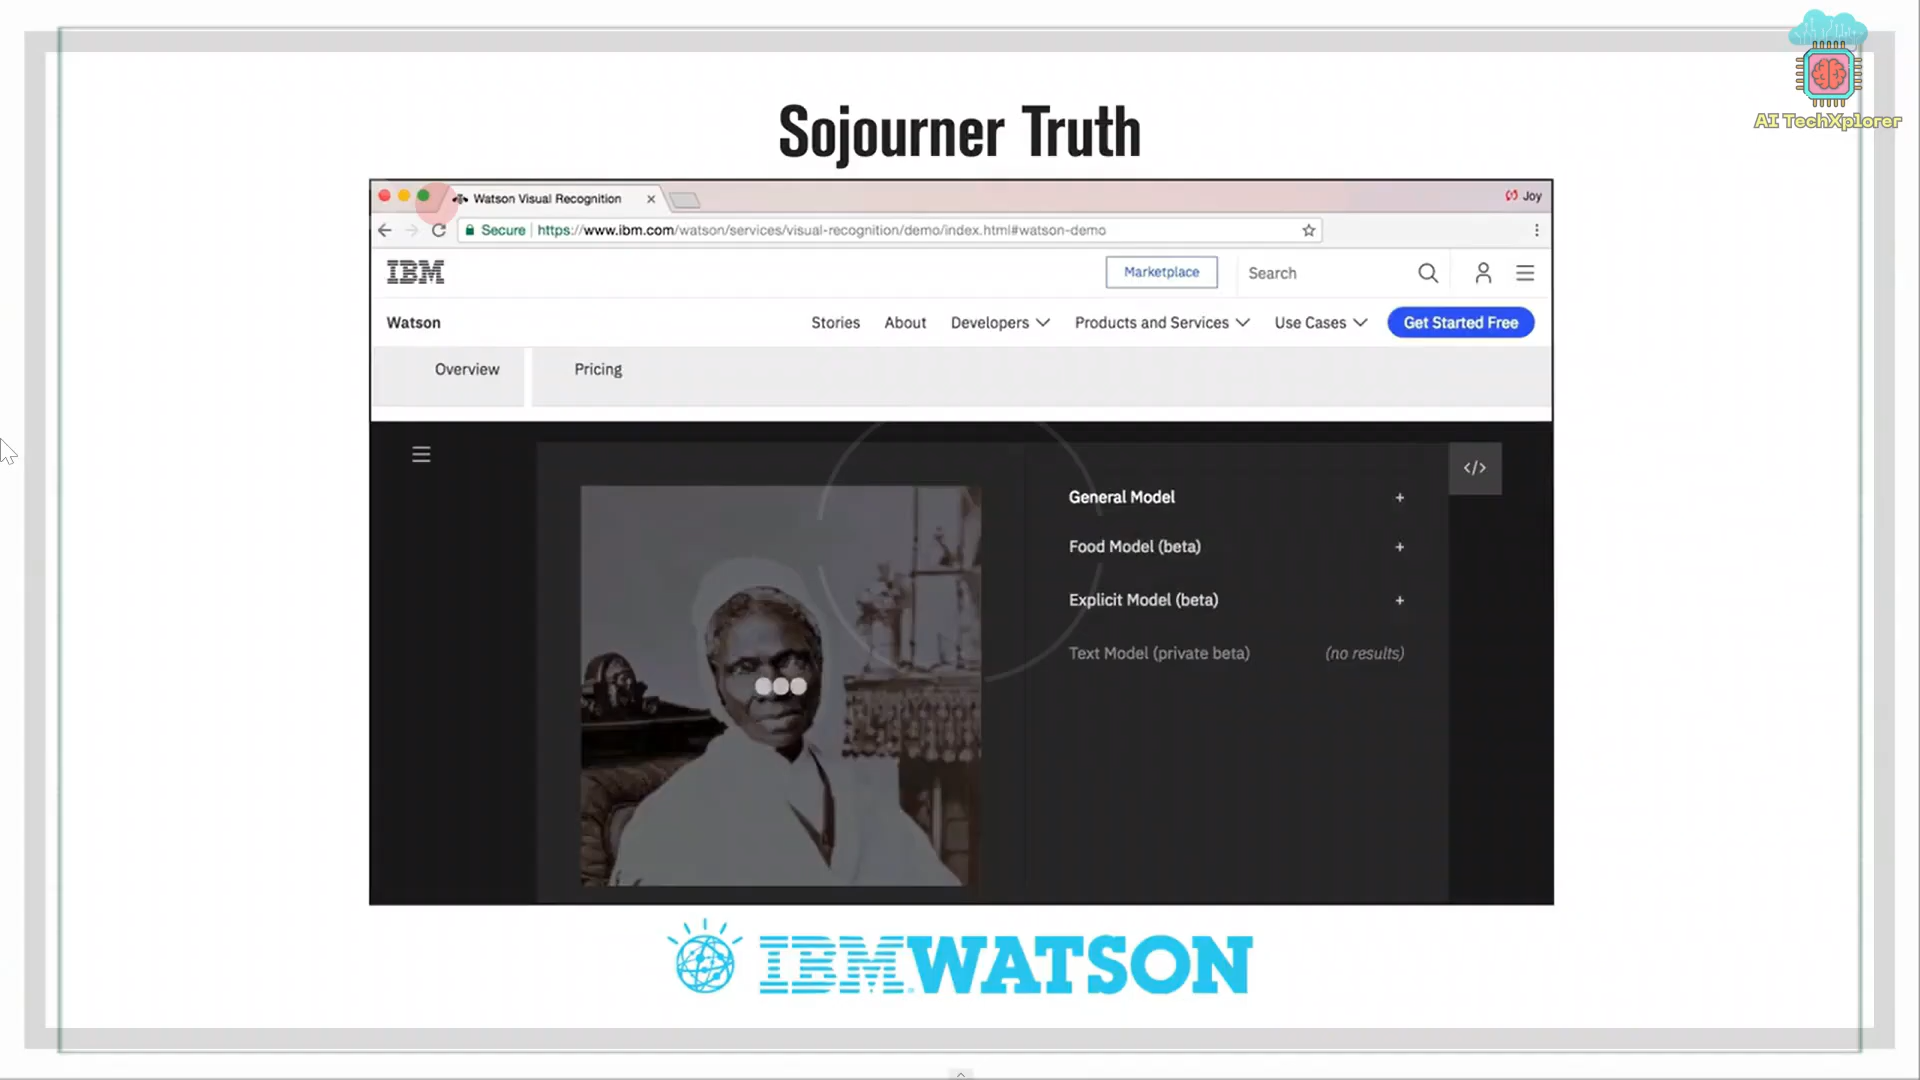 AI TechXplorer
Sojourner Truth
Watson Visual Recognition
Joy
Secure https://www.ibm.com/watson/services/visual-recognition/demo/index.html#watson-demo
IBM
Marketplace
Search
Watson
Stories
About
Developers
Products and Services
Use Cases
Get Started Free
Overview
Pricing
</>
General Model +
Food Model (beta) +
Explicit Model (beta) +
Text Model (private beta) (no results)
IBM WATSON